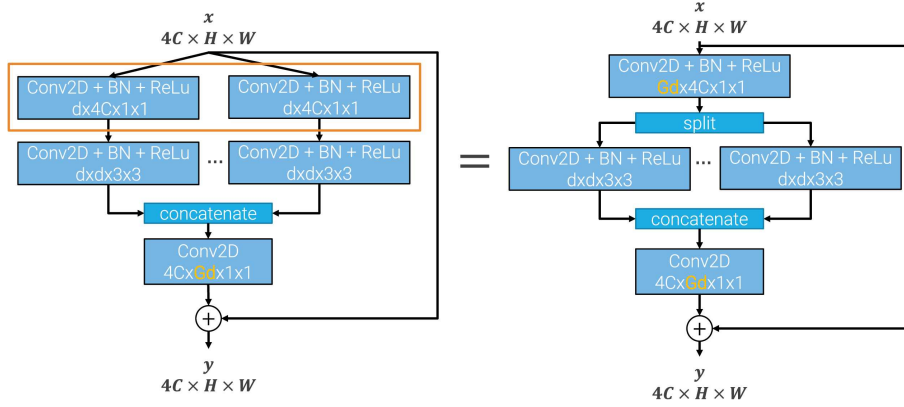 x
4C × H × W
Conv2D + BN + ReLu
dx4Cx1x1
Conv2D + BN + ReLu
dx4Cx1x1
Conv2D + BN + ReLu
dxdx3x3
...
Conv2D + BN + ReLu
dxdx3x3
concatenate
Conv2D
4CxGdx1x1
+
y
4C × H × W
=
x
4C × H × W
Conv2D + BN + ReLu
Gdx4Cx1x1
split
Conv2D + BN + ReLu
dxdx3x3
...
Conv2D + BN + ReLu
dxdx3x3
concatenate
Conv2D
4CxGdx1x1
+
y
4C × H × W